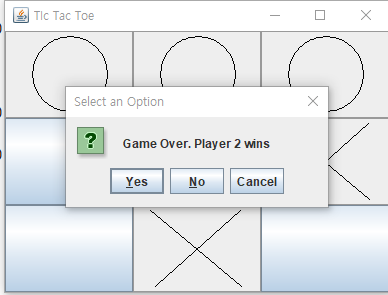 TIc Tac Toe
Select an Option
?
Game Over. Player 2 wins
Yes No Cancel